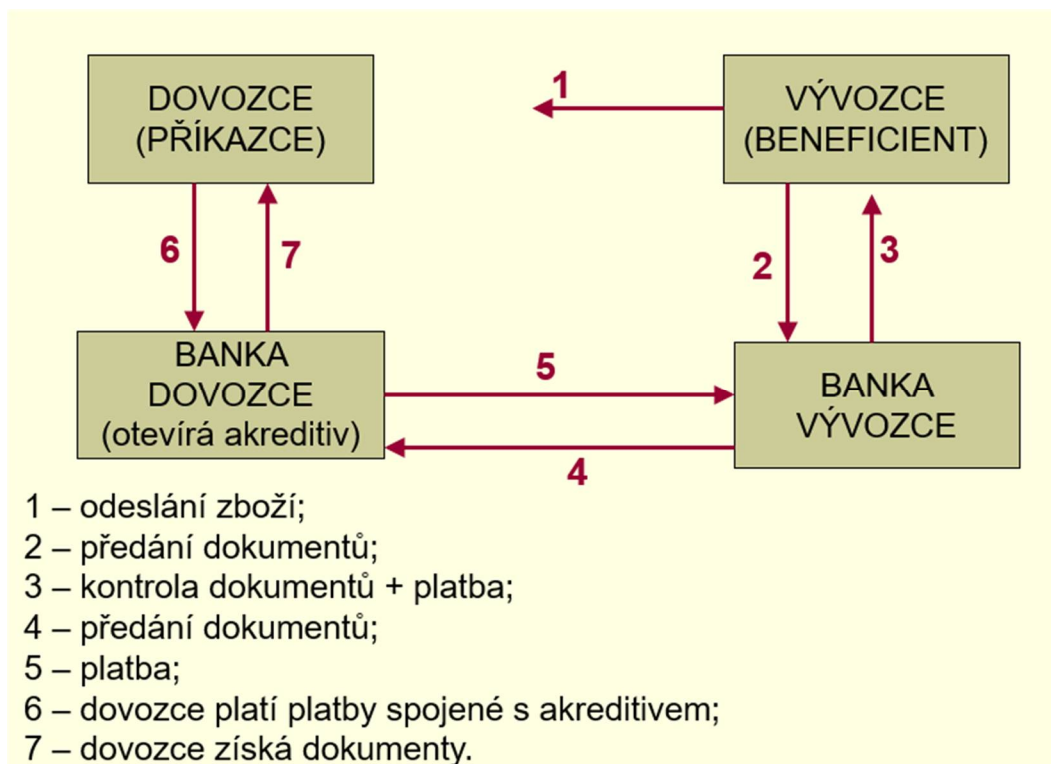 DOVOZCE
(PŘÍKAZCE)
1
VÝVOZCE
(BENEFICIENT)
6
7
2
3
BANKA
DOVOZCE
(otevírá akreditiv)
5
4
BANKA
VÝVOZCE
1 – odeslání zboží;
2 – předání dokumentů;
3 – kontrola dokumentů + platba;
4 – předání dokumentů;
5 – platba;
6 – dovozce platí platby spojené s akreditivem;
7 – dovozce získá dokumenty.